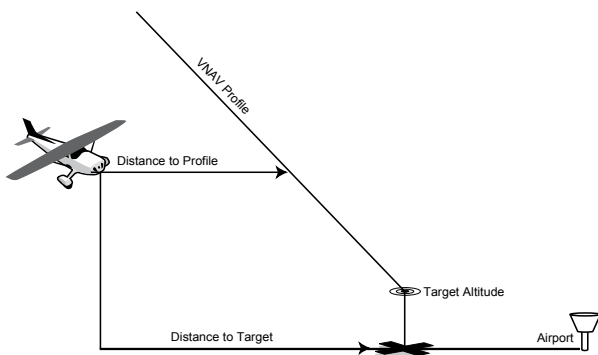 VNAV Profile
Distance to Profile
Target Altitude
Distance to Target
Airport